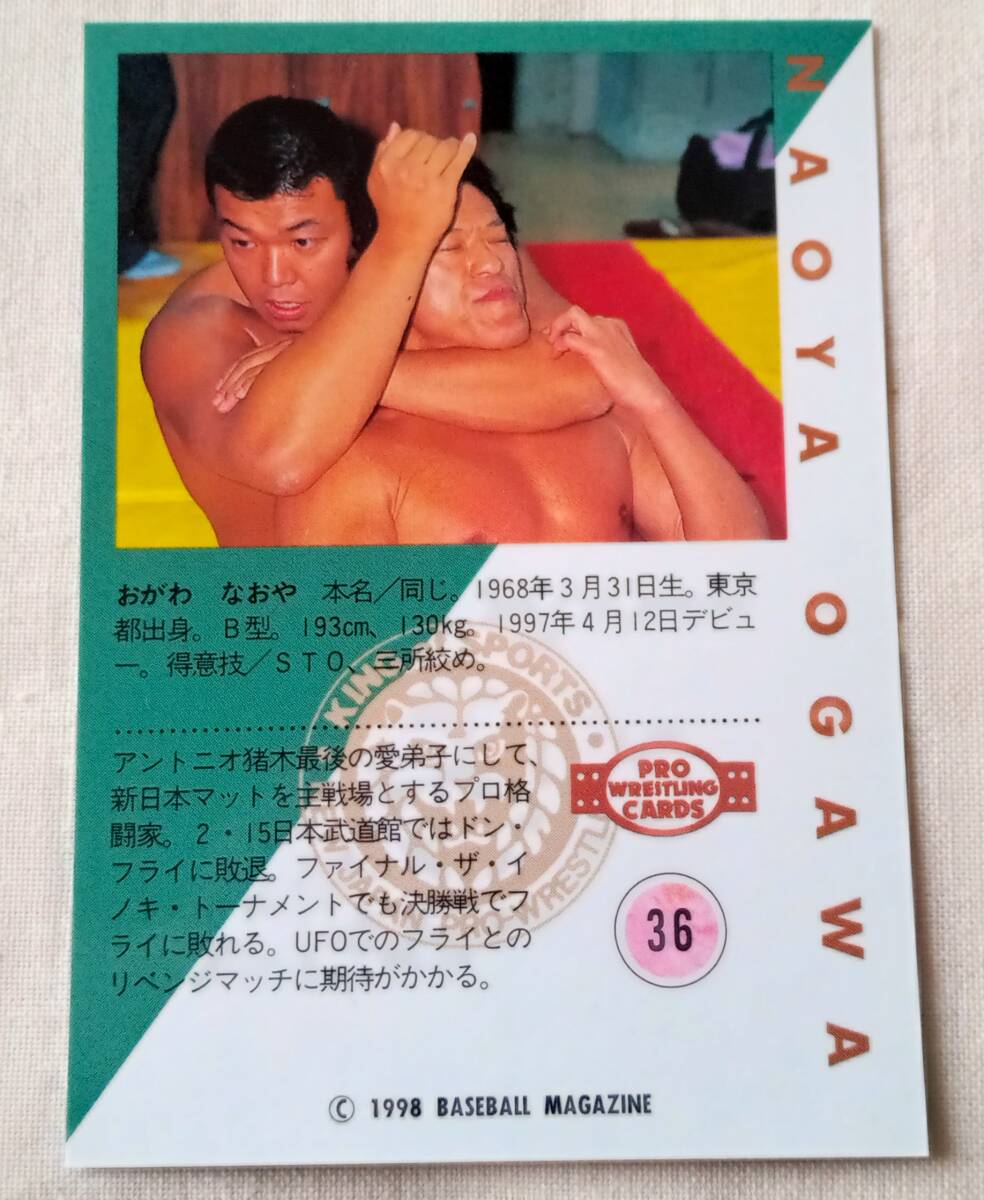 NAOYA OGAWA
おがわ　なおや　本名／同じ。1968年3月31日生。東京
都出身。B型。193cm、130kg。1997年4月12日デビュ
ー。得意技／STO、三所絞め。
アントニオ猪木最後の愛弟子にして、
新日本マットを主戦場とするプロ格
闘家。2・15日本武道館ではドン・
フライに敗退。ファイナル・ザ・イ
ノキ・トーナメントでも決勝戦でフ
ライに敗れる。UFOでのフライとの
リベンジマッチに期待がかかる。
KING SPORTS
PRO-WRESTLI
PRO
WRESTLING
CARDS
36
© 1998 BASEBALL MAGAZINE